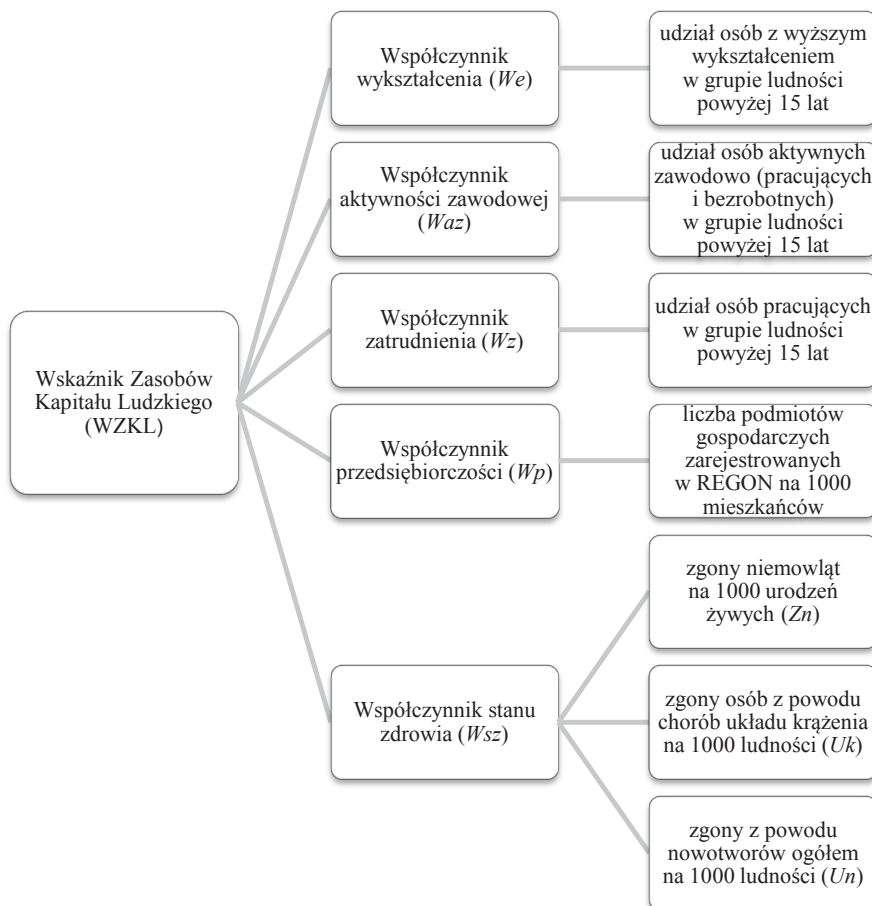 Wskaźnik Zasobów
Kapitału Ludzkiego
(WZKL)
Współczynnik
wykształcenia (We)
udział osób z wyższym
wykształceniem
w grupie ludności
powyżej 15 lat
Współczynnik
aktywności zawodowej
(Waz)
udział osób aktywnych
zawodowo (pracujących
i bezrobotnych)
w grupie ludności
powyżej 15 lat
Współczynnik
zatrudnienia (Wz)
udział osób pracujących
w grupie ludności
powyżej 15 lat
Współczynnik
przedsiębiorczości (Wp)
liczba podmiotów
gospodarczych
zarejestrowanych
w REGON na 1000
mieszkańców
Współczynnik stanu
zdrowia (Wsz)
zgony niemowląt
na 1000 urodzeń
żywych (Zn)
zgony osób z powodu
chorób układu krążenia
na 1000 ludności (Uk)
zgony z powodu
nowotworów ogółem
na 1000 ludności (Un)